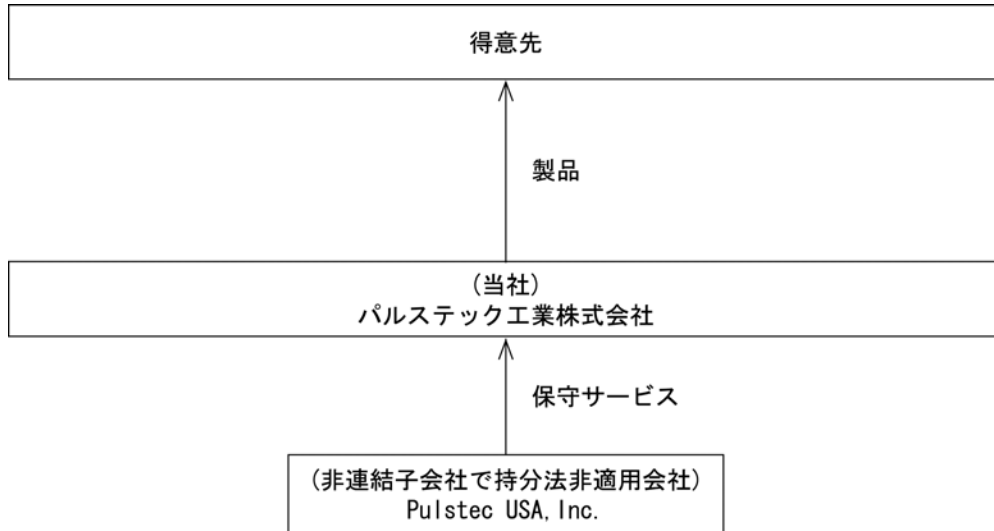 得意先
製品
(当社)
パルステック工業株式会社
保守サービス
(非連結子会社で持分法非適用会社)
Pulstec USA, Inc.